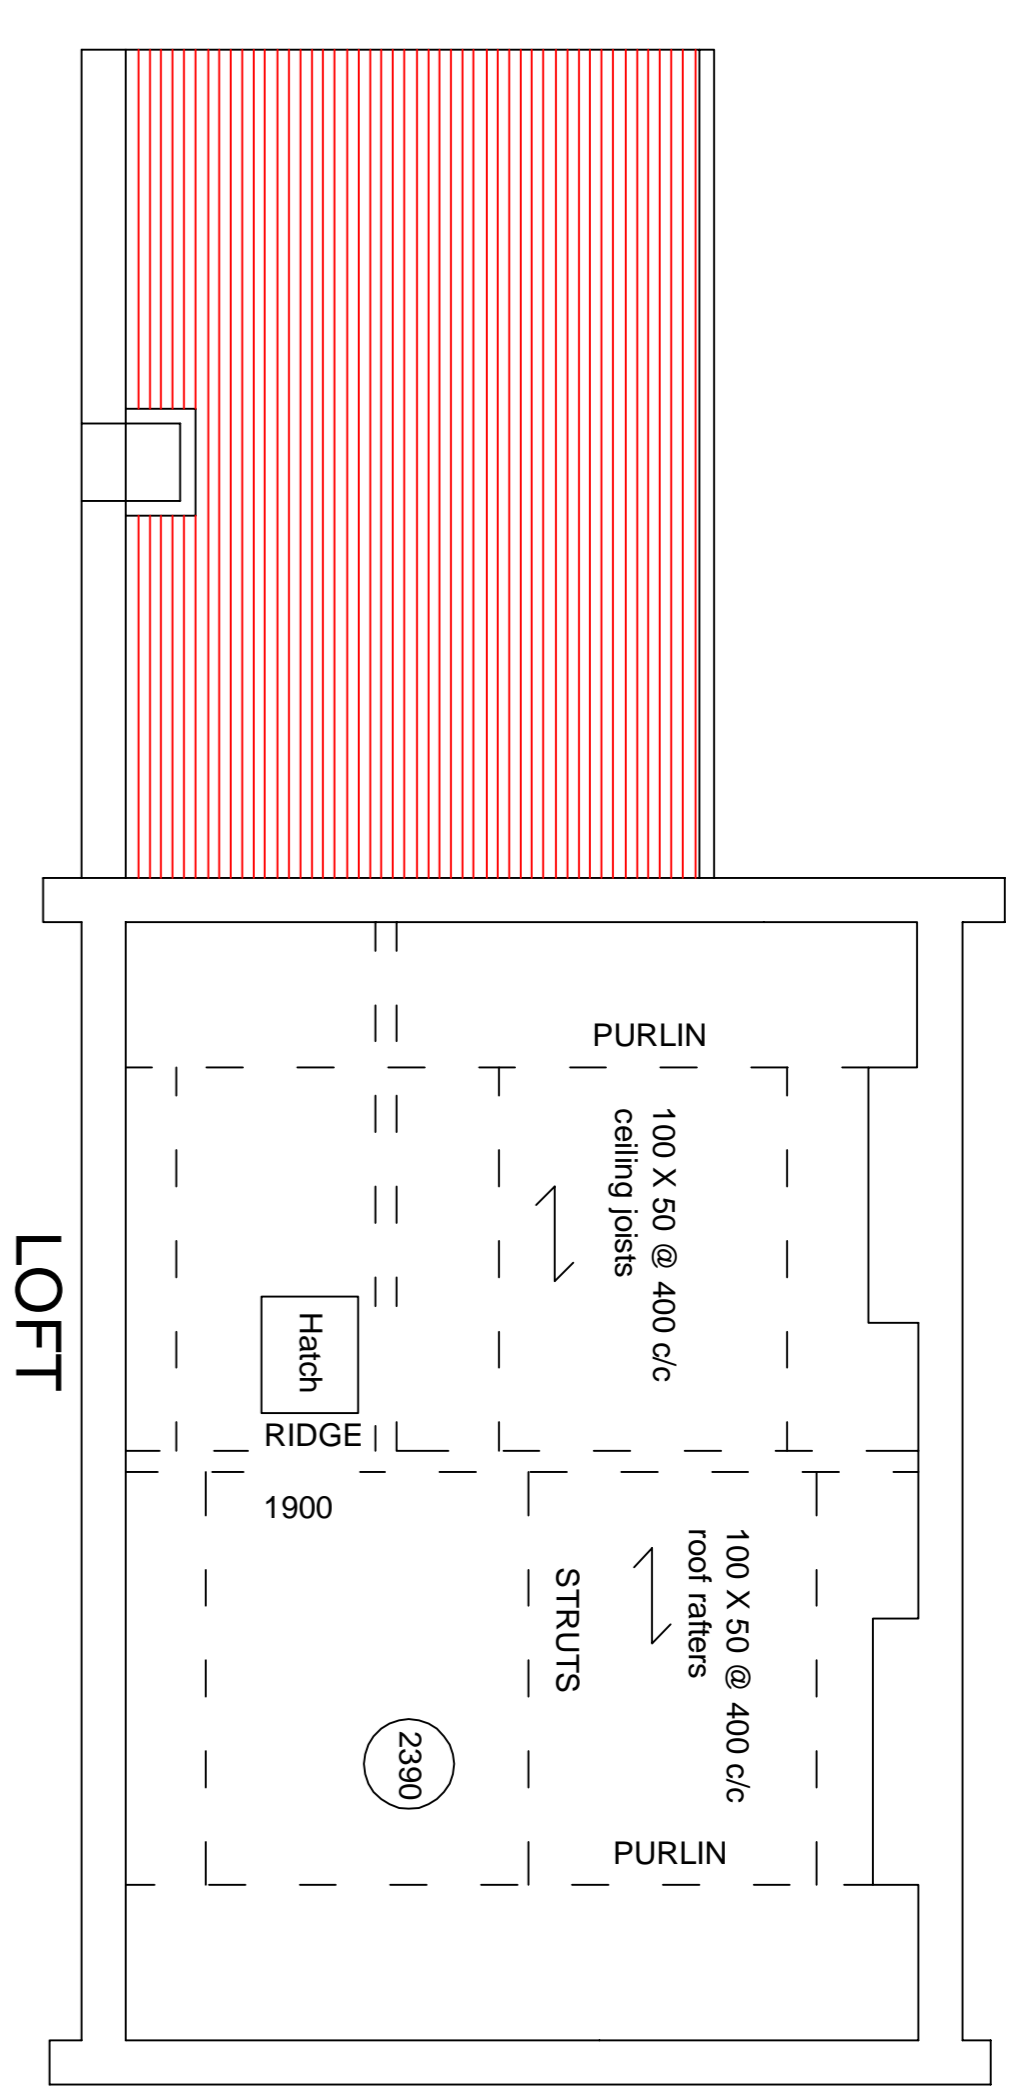 PURLIN
100 X 50 @ 400 c/c
ceiling joists
Hatch
RIDGE
1900
100 X 50 @ 400 c/c
roof rafters
STRUTS
2390
PURLIN
LOFT